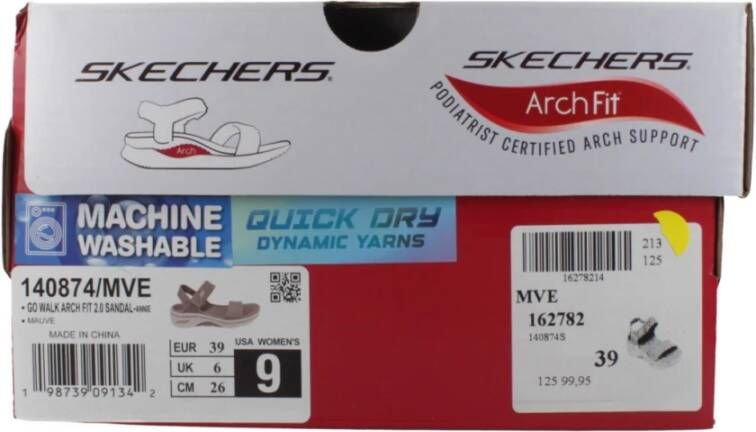 SKECHERS
Arch
SKECHERS
ArchFit
PODIATRIST CERTIFIED ARCH SUPPORT
MACHINE
WASHABLE
QUICK DRY
DYNAMIC YARNS
140874/MVE
• GO WALK ARCH FIT 2.0 SANDAL-ANNIE
• MAUVE
MADE IN CHINA
1 98739 09134 2
EUR 39
UK 6
CM 26
USA WOMEN'S
9
213
125
16278214
MVE
162782
140874S
39
125 99,95